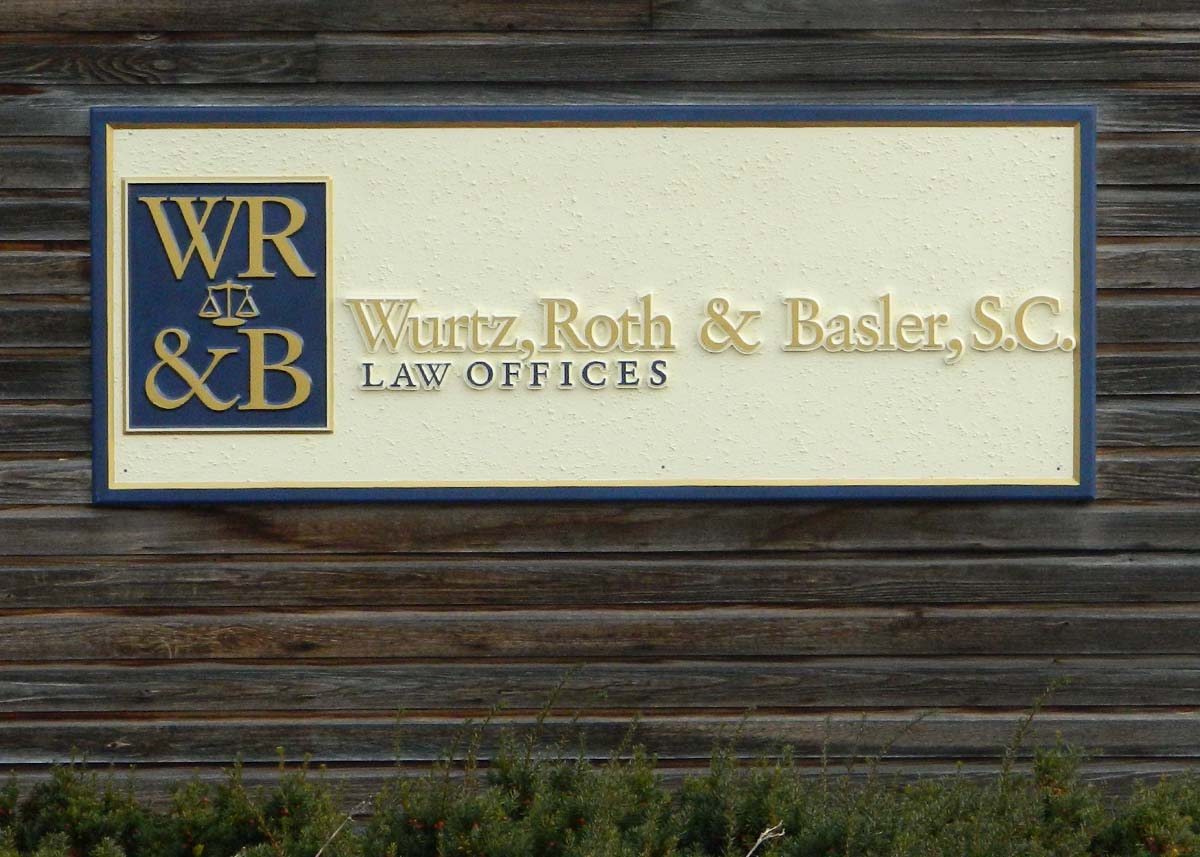 WR
&B
Wurtz, Roth & Basler, S.C.
LAW OFFICES